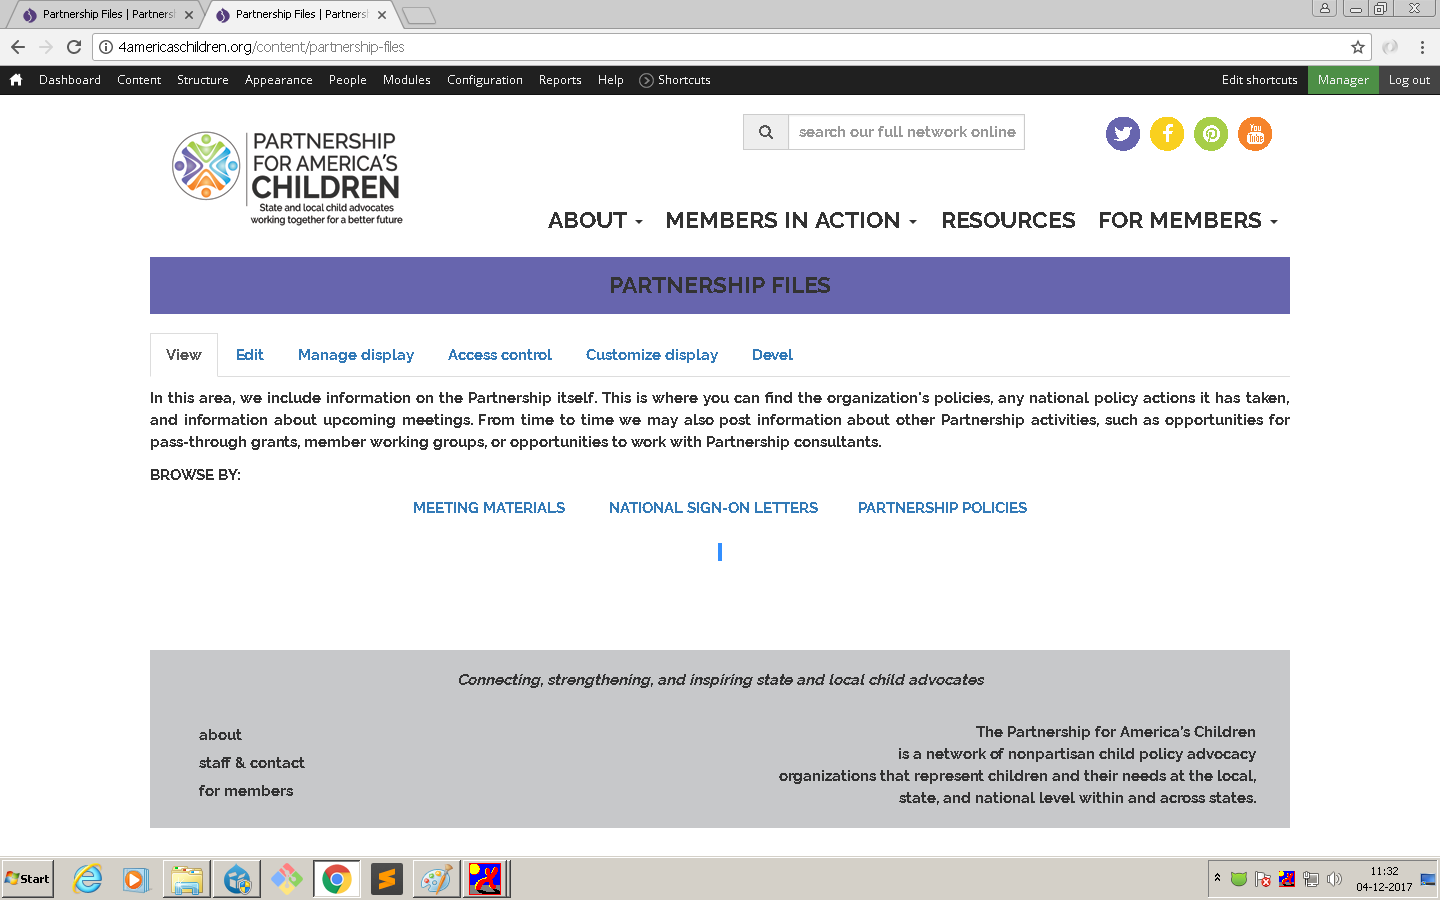 Partnership Files | Partners
Partnership Files | Partners
4americaschildren.org/content/partnership-files
Dashboard Content Structure Appearance People Modules Configuration Reports Help Shortcuts Edit shortcuts Manager Log out
PARTNERSHIP
FOR AMERICA'S
CHILDREN
State and local child advocates
working together for a better future
search our full network online
You
Tube
ABOUT MEMBERS IN ACTION RESOURCES FOR MEMBERS
PARTNERSHIP FILES
View Edit Manage display Access control Customize display Devel
In this area, we include information on the Partnership itself. This is where you can find the organization's policies, any national policy actions it has taken,
and information about upcoming meetings. From time to time we may also post information about other Partnership activities, such as opportunities for
pass-through grants, member working groups, or opportunities to work with Partnership consultants.
BROWSE BY:
MEETING MATERIALS NATIONAL SIGN-ON LETTERS PARTNERSHIP POLICIES
Connecting, strengthening, and inspiring state and local child advocates
about
staff & contact
for members
The Partnership for America's Children
is a network of nonpartisan child policy advocacy
organizations that represent children and their needs at the local,
state, and national level within and across states.
Start
11:32
04-12-2017